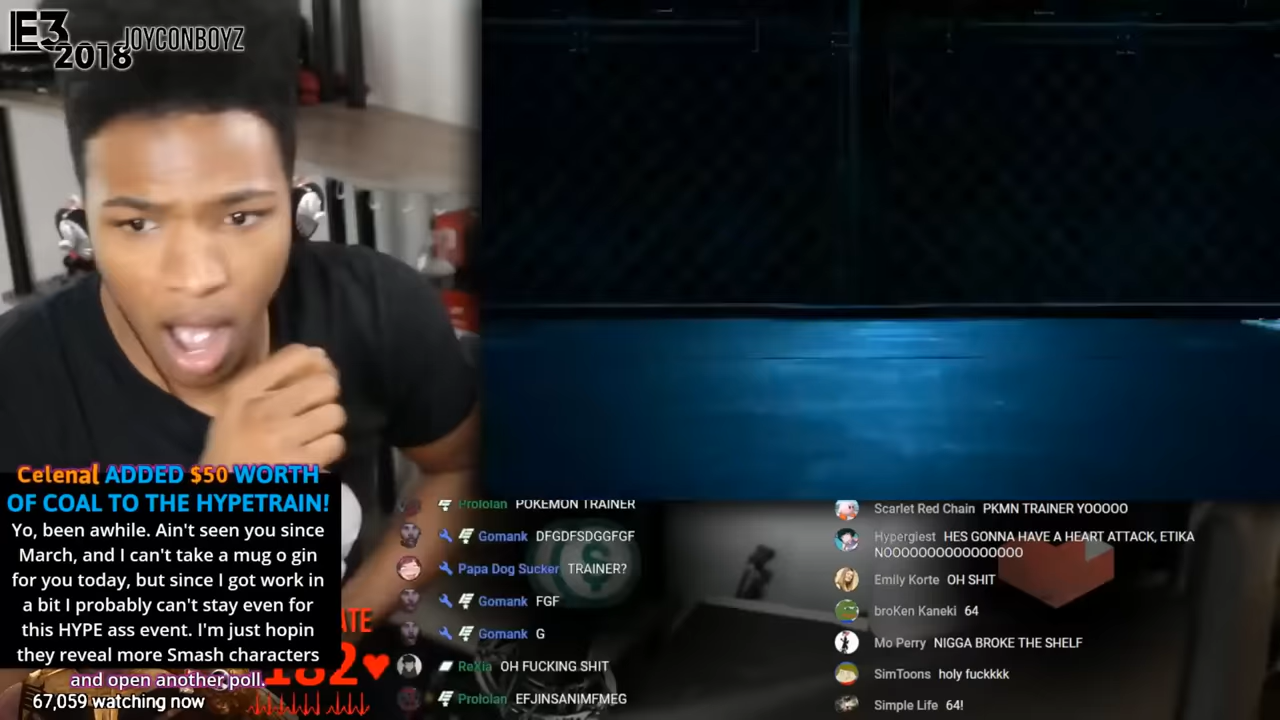 E3
2018 JOYCONBOYZ
Celenal ADDED $50 WORTH
OF COAL TO THE HYPETRAIN!
Yo, been awhile. Ain't seen you since
March, and I can't take a mug o gin
for you today, but since I got work in
a bit I probably can't stay even for
this HYPE ass event. I'm just hopin
they reveal more Smash characters
and open another poll.
182
67,059 watching now
Prololan POKEMON TRAINER
Gomank DFGDFSDGGFGF
Papa Dog Sucker TRAINER?
Gomank FGF
Gomank G
ReXia OH FUCKING SHIT
Prololan EFJINSANIMFMEG
Scarlet Red Chain PKMN TRAINER YOOOOO
Hyperglest HES GONNA HAVE A HEART ATTACK, ETIKA
NOOOOOOOOOOOOOOOO
Emily Korte OH SHIT
broKen Kaneki 64
Mo Perry NIGGA BROKE THE SHELF
SimToons holy fuckkkk
Simple Life 64!